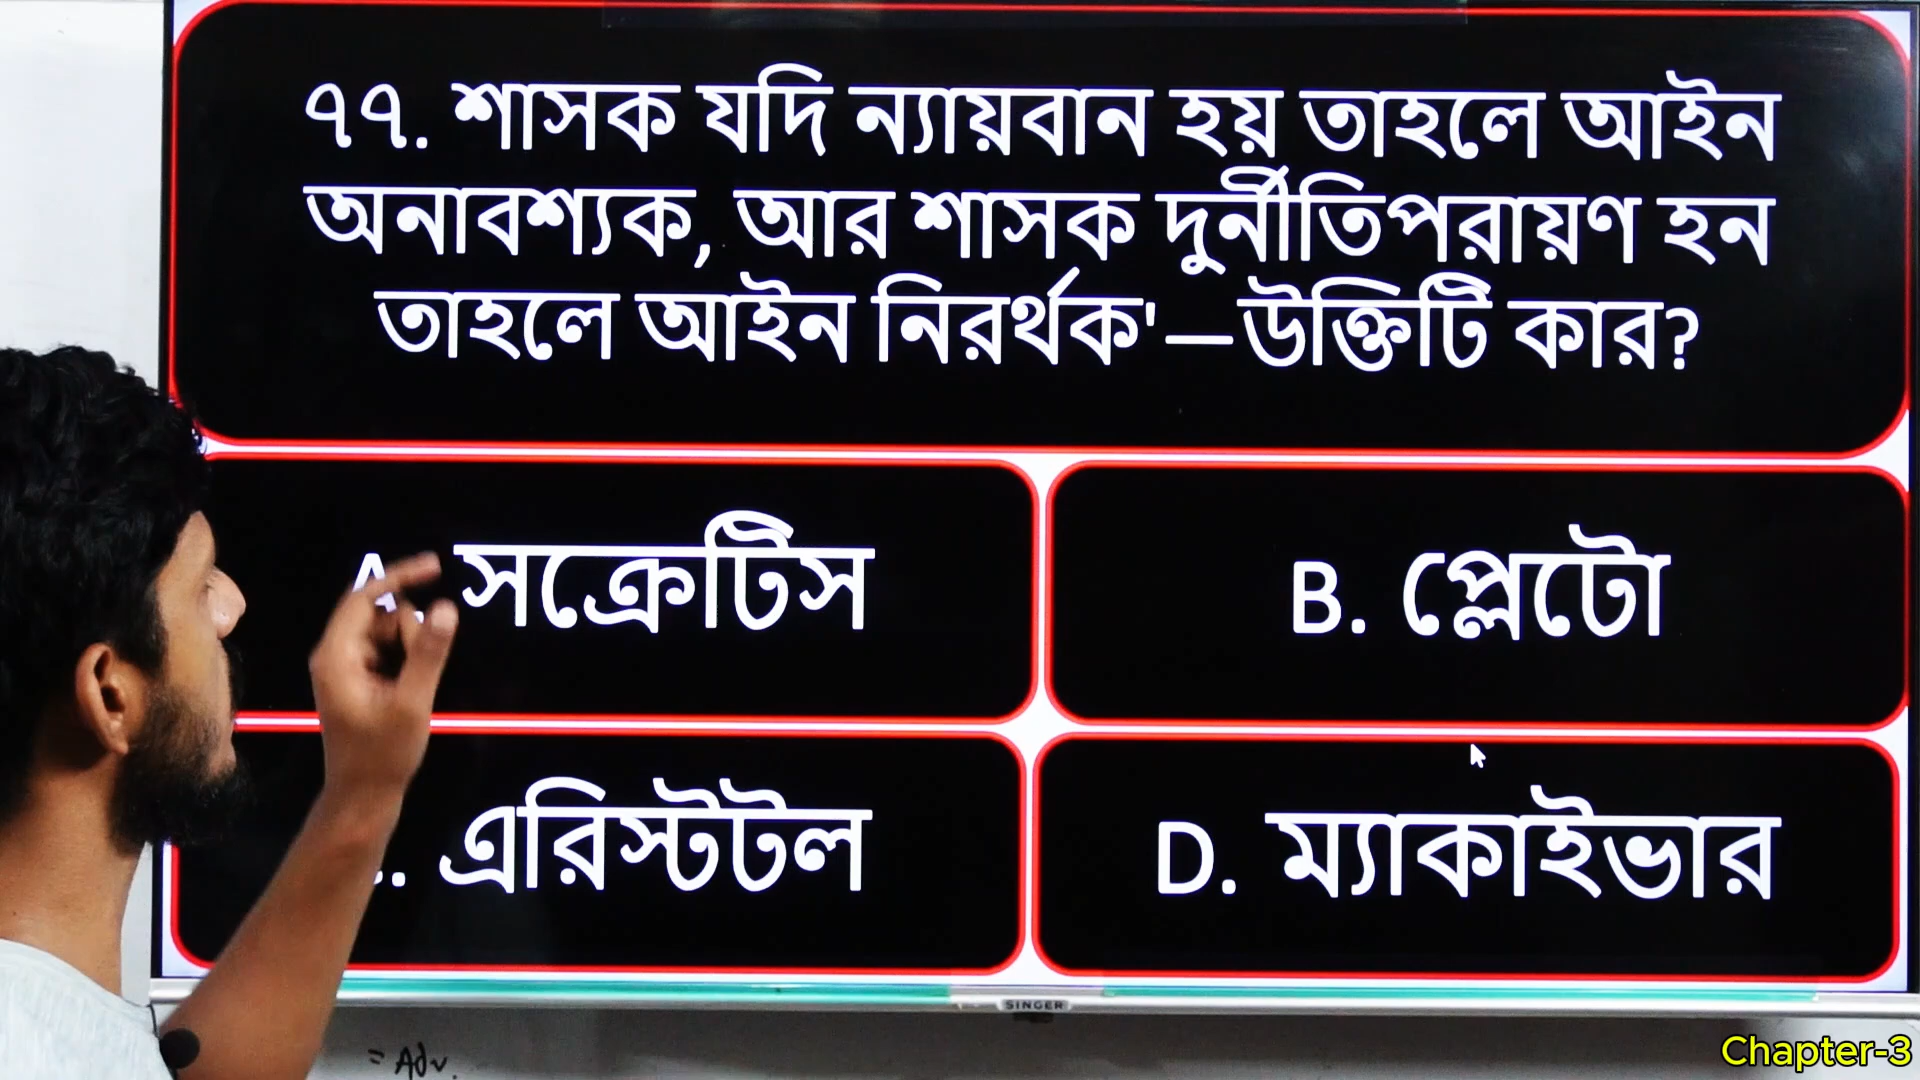 ৭৭. শাসক যদি ন্যায়বান হয় তাহলে আইন
অনাবশ্যক, আর শাসক দুর্নীতিপরায়ণ হন
তাহলে আইন নিরর্থক'—উক্তিটি কার?
A. সক্রেটিস
B. প্লেটো
. এরিস্টটল
D. ম্যাকাইভার
SINGER
= Adv.
Chapter-3